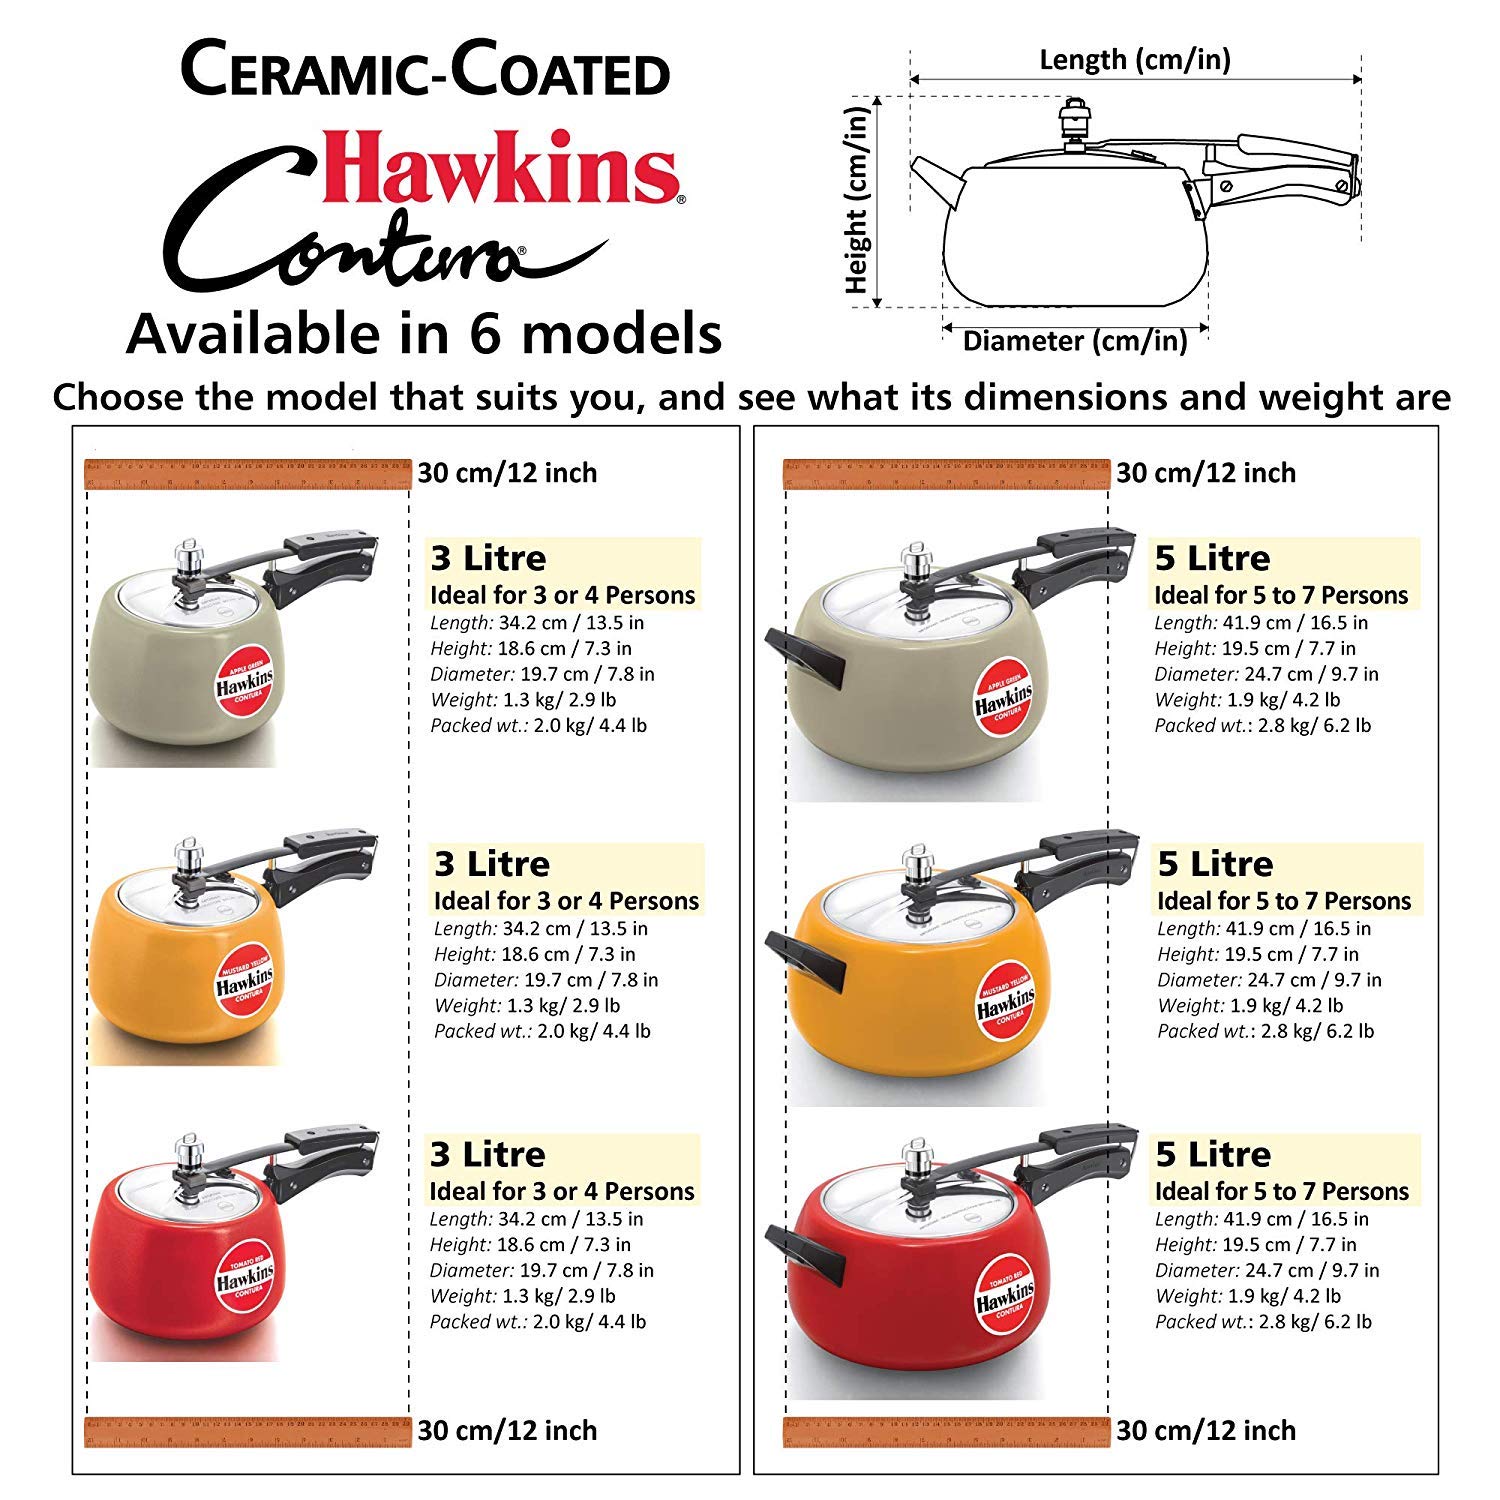 CERAMIC-COATED
Hawkins®
Contura®
Available in 6 models
Length (cm/in)
Height (cm/in)
Diameter (cm/in)
Choose the model that suits you, and see what its dimensions and weight are
30 cm/12 inch
3 Litre
Ideal for 3 or 4 Persons
Length: 34.2 cm / 13.5 in
Height: 18.6 cm / 7.3 in
Diameter: 19.7 cm / 7.8 in
Weight: 1.3 kg/ 2.9 lb
Packed wt.: 2.0 kg/ 4.4 lb
APPLE GREEN
Hawkins
CONTURA
3 Litre
Ideal for 3 or 4 Persons
Length: 34.2 cm / 13.5 in
Height: 18.6 cm / 7.3 in
Diameter: 19.7 cm / 7.8 in
Weight: 1.3 kg/ 2.9 lb
Packed wt.: 2.0 kg/ 4.4 lb
MUSTARD YELLOW
Hawkins
CONTURA
3 Litre
Ideal for 3 or 4 Persons
Length: 34.2 cm / 13.5 in
Height: 18.6 cm / 7.3 in
Diameter: 19.7 cm / 7.8 in
Weight: 1.3 kg/ 2.9 lb
Packed wt.: 2.0 kg/ 4.4 lb
TOMATO RED
Hawkins
CONTURA
30 cm/12 inch
30 cm/12 inch
5 Litre
Ideal for 5 to 7 Persons
Length: 41.9 cm / 16.5 in
Height: 19.5 cm / 7.7 in
Diameter: 24.7 cm / 9.7 in
Weight: 1.9 kg/ 4.2 lb
Packed wt.: 2.8 kg/ 6.2 lb
APPLE GREEN
Hawkins
CONTURA
5 Litre
Ideal for 5 to 7 Persons
Length: 41.9 cm / 16.5 in
Height: 19.5 cm / 7.7 in
Diameter: 24.7 cm / 9.7 in
Weight: 1.9 kg/ 4.2 lb
Packed wt.: 2.8 kg/ 6.2 lb
MUSTARD YELLOW
Hawkins
CONTURA
5 Litre
Ideal for 5 to 7 Persons
Length: 41.9 cm / 16.5 in
Height: 19.5 cm / 7.7 in
Diameter: 24.7 cm / 9.7 in
Weight: 1.9 kg/ 4.2 lb
Packed wt.: 2.8 kg/ 6.2 lb
TOMATO RED
Hawkins
CONTURA
30 cm/12 inch